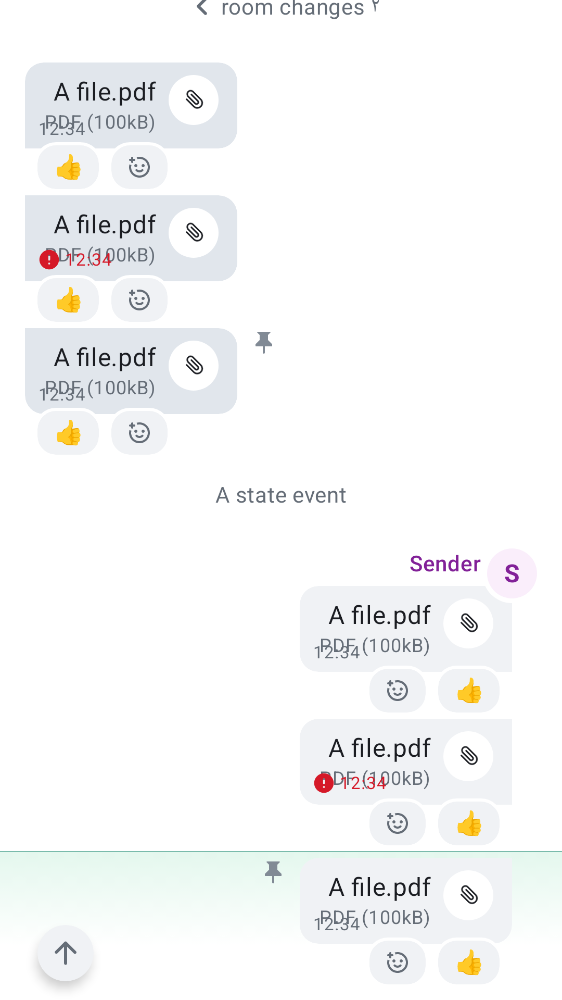 room changes ٢
A file.pdf
PDF (100kB)
12:34
👍
A file.pdf
PDF (100kB)
12:34
👍
A file.pdf
PDF (100kB)
12:34
👍
A state event
Sender
S
A file.pdf
PDF (100kB)
12:34
👍
A file.pdf
PDF (100kB)
12:34
👍
A file.pdf
PDF (100kB)
12:34
👍